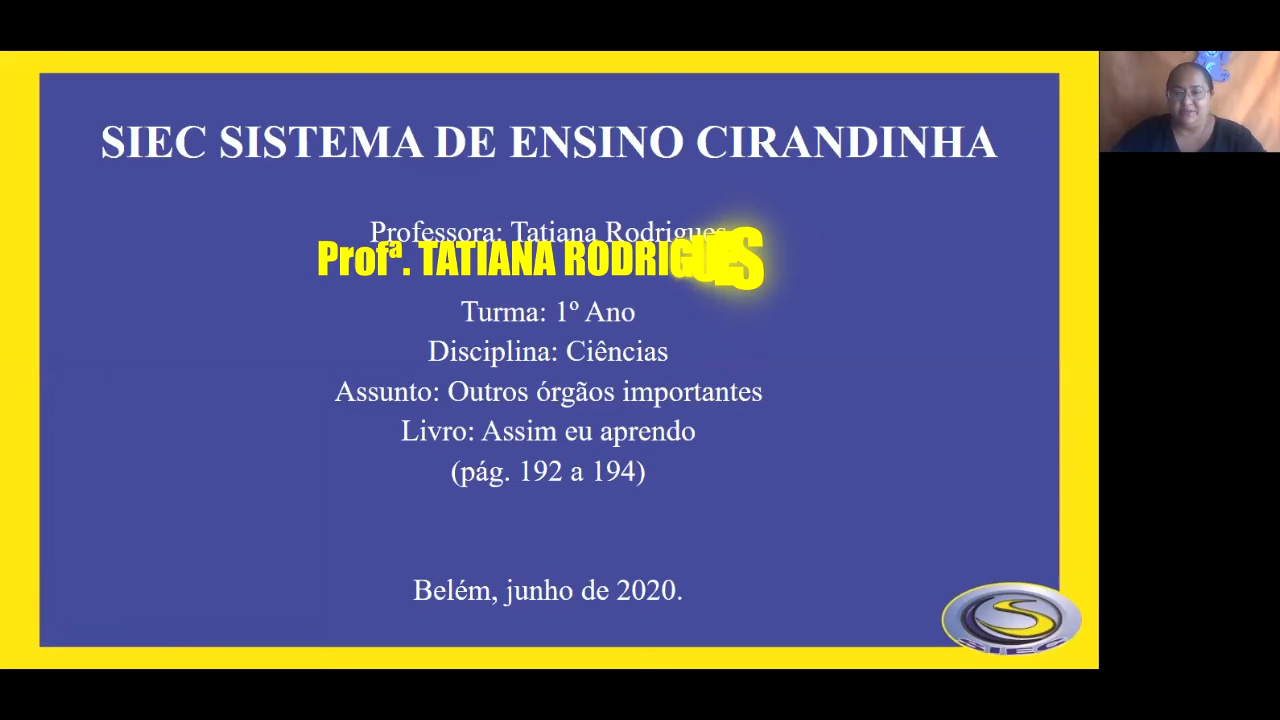 SIEC SISTEMA DE ENSINO CIRANDINHA
Professora: Tatiana Rodrigues
Profª. TATIANA RODRIGUES
Turma: 1º Ano
Disciplina: Ciências
Assunto: Outros órgãos importantes
Livro: Assim eu aprendo
(pág. 192 a 194)
Belém, junho de 2020.
SIEC